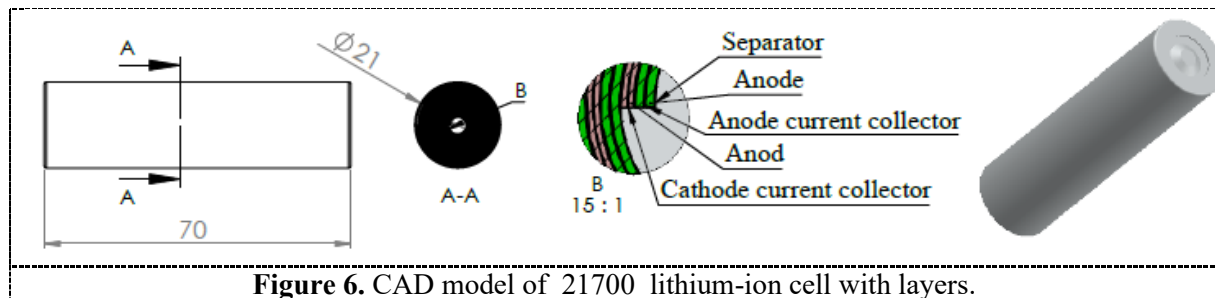 A
A
70
Ø21
B
A-A
B
15 : 1
Separator
Anode
Anode current collector
Anod
Cathode current collector
Figure 6. CAD model of 21700 lithium-ion cell with layers.